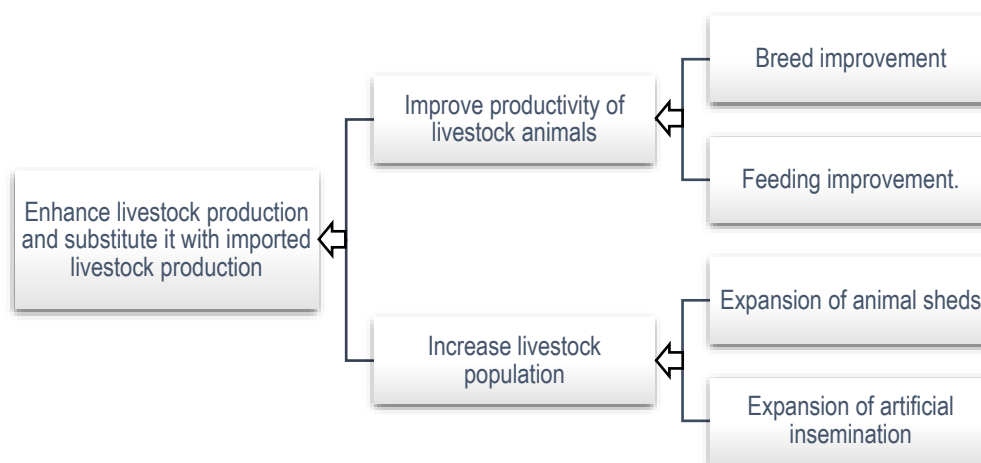 Enhance livestock production
and substitute it with imported
livestock production
Improve productivity of
livestock animals
Increase livestock
population
Breed improvement
Feeding improvement.
Expansion of animal sheds
Expansion of artificial
insemination